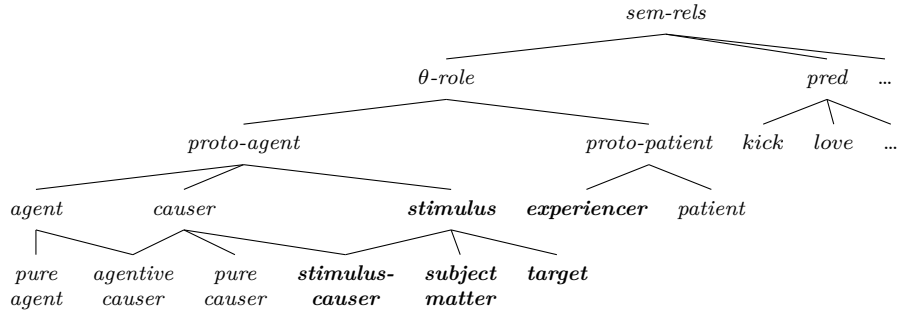 sem-rels
θ-role pred ...
proto-agent proto-patient kick love ...
agent causer stimulus experiencer patient
pure agentive pure stimulus- subject target
agent causer causer causer matter